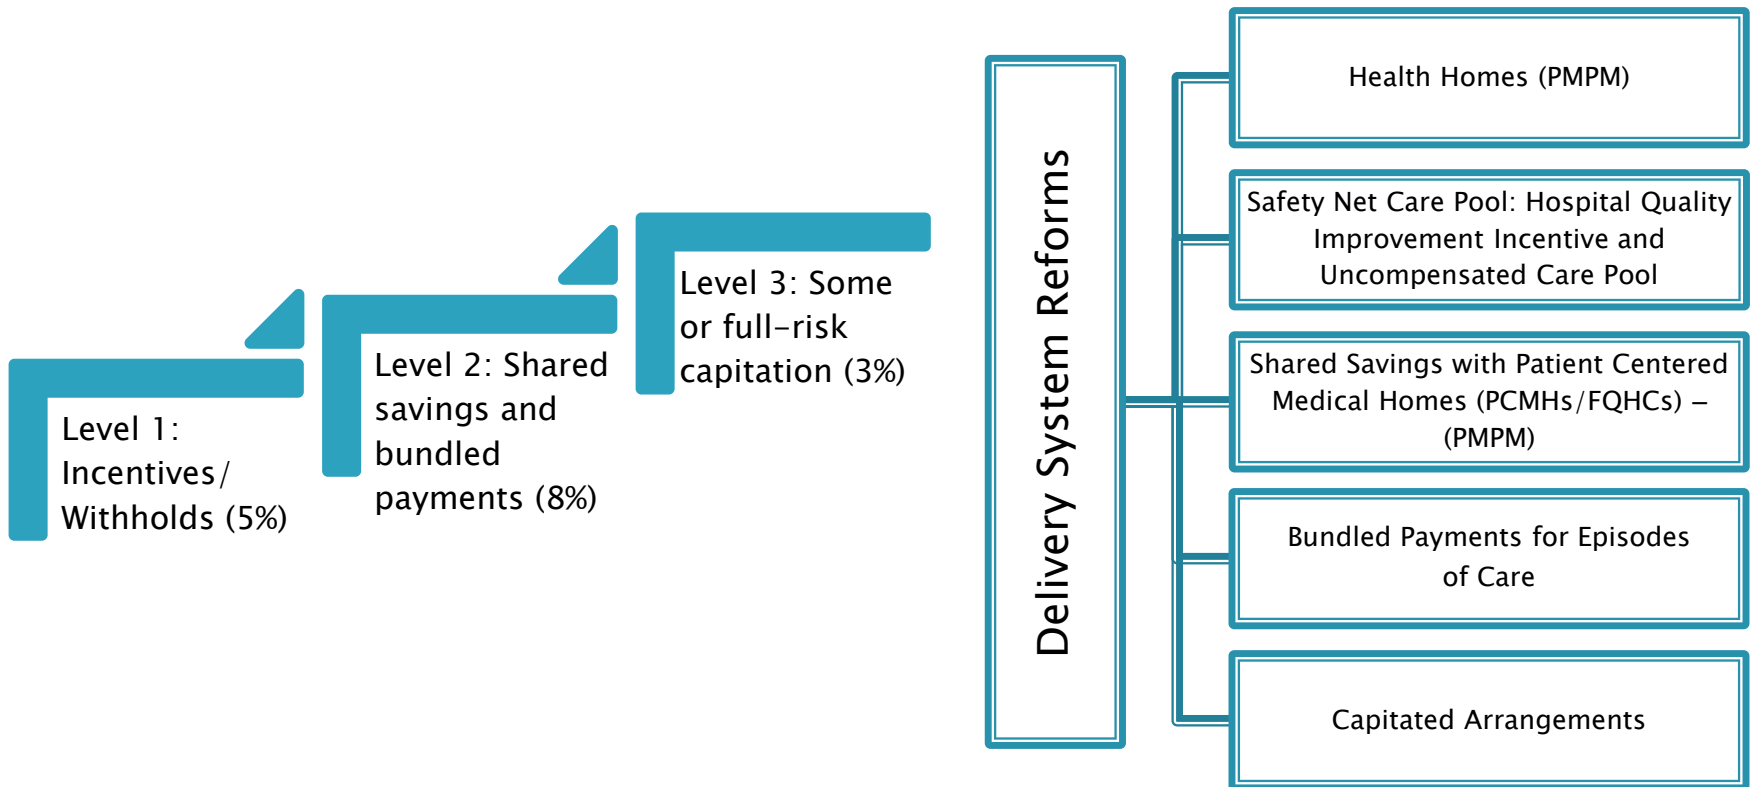 Level 1:
Incentives/
Withholds (5%)
Level 2: Shared
savings and
bundled
payments (8%)
Level 3: Some
or full-risk
capitation (3%)
Delivery System Reforms
Health Homes (PMPM)
Safety Net Care Pool: Hospital Quality
Improvement Incentive and
Uncompensated Care Pool
Shared Savings with Patient Centered
Medical Homes (PCMHs/FQHCs) –
(PMPM)
Bundled Payments for Episodes
of Care
Capitated Arrangements